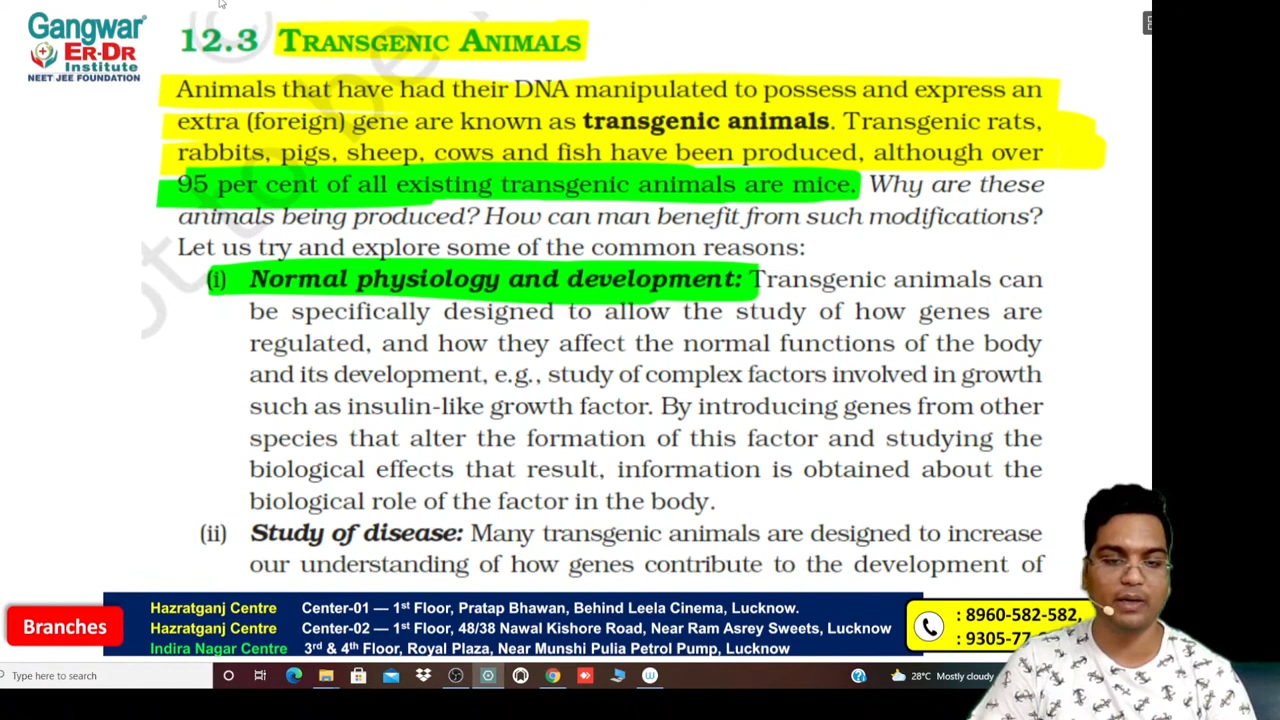 Gangwar
ER-DR
Institute
NEET JEE FOUNDATION
12.3 TRANSGENIC ANIMALS
Animals that have had their DNA manipulated to possess and express an
extra (foreign) gene are known as transgenic animals. Transgenic rats,
rabbits, pigs, sheep, cows and fish have been produced, although over
95 per cent of all existing transgenic animals are mice. Why are these
animals being produced? How can man benefit from such modifications?
Let us try and explore some of the common reasons:
(i) Normal physiology and development: Transgenic animals can
be specifically designed to allow the study of how genes are
regulated, and how they affect the normal functions of the body
and its development, e.g., study of complex factors involved in growth
such as insulin-like growth factor. By introducing genes from other
species that alter the formation of this factor and studying the
biological effects that result, information is obtained about the
biological role of the factor in the body.
(ii) Study of disease: Many transgenic animals are designed to increase
our understanding of how genes contribute to the development of
Branches
Hazratganj Centre Center-01 — 1st Floor, Pratap Bhawan, Behind Leela Cinema, Lucknow.
Hazratganj Centre Center-02 — 1st Floor, 48/38 Nawal Kishore Road, Near Ram Asrey Sweets, Lucknow
Indira Nagar Centre 3rd & 4th Floor, Royal Plaza, Near Munshi Pulia Petrol Pump, Lucknow
: 8960-582-582,
: 9305-77-
Type here to search
28°C Mostly cloudy